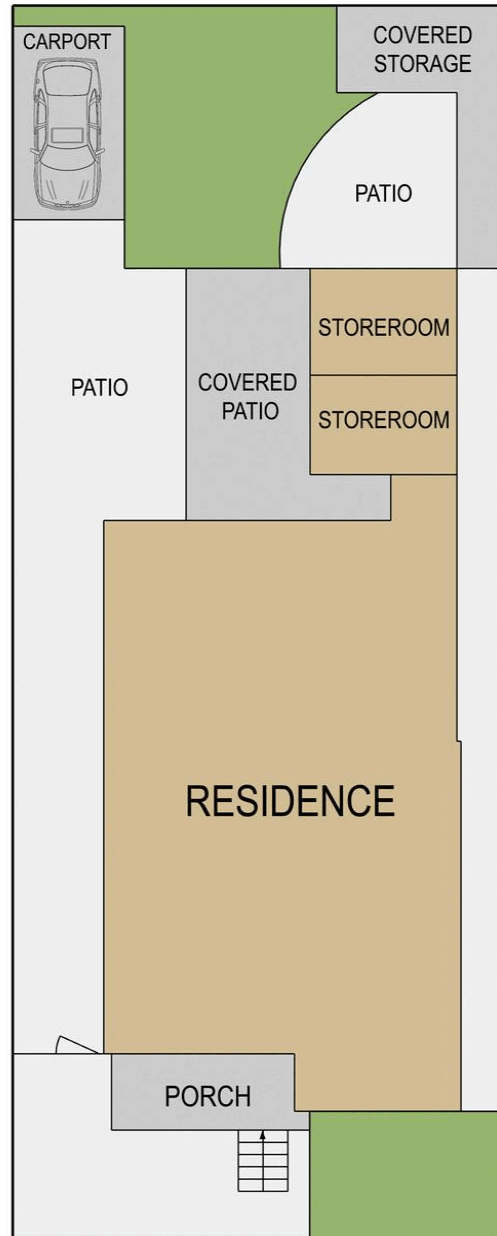 CARPORT
COVERED
STORAGE
PATIO
STOREROOM
PATIO
COVERED
PATIO
STOREROOM
RESIDENCE
PORCH